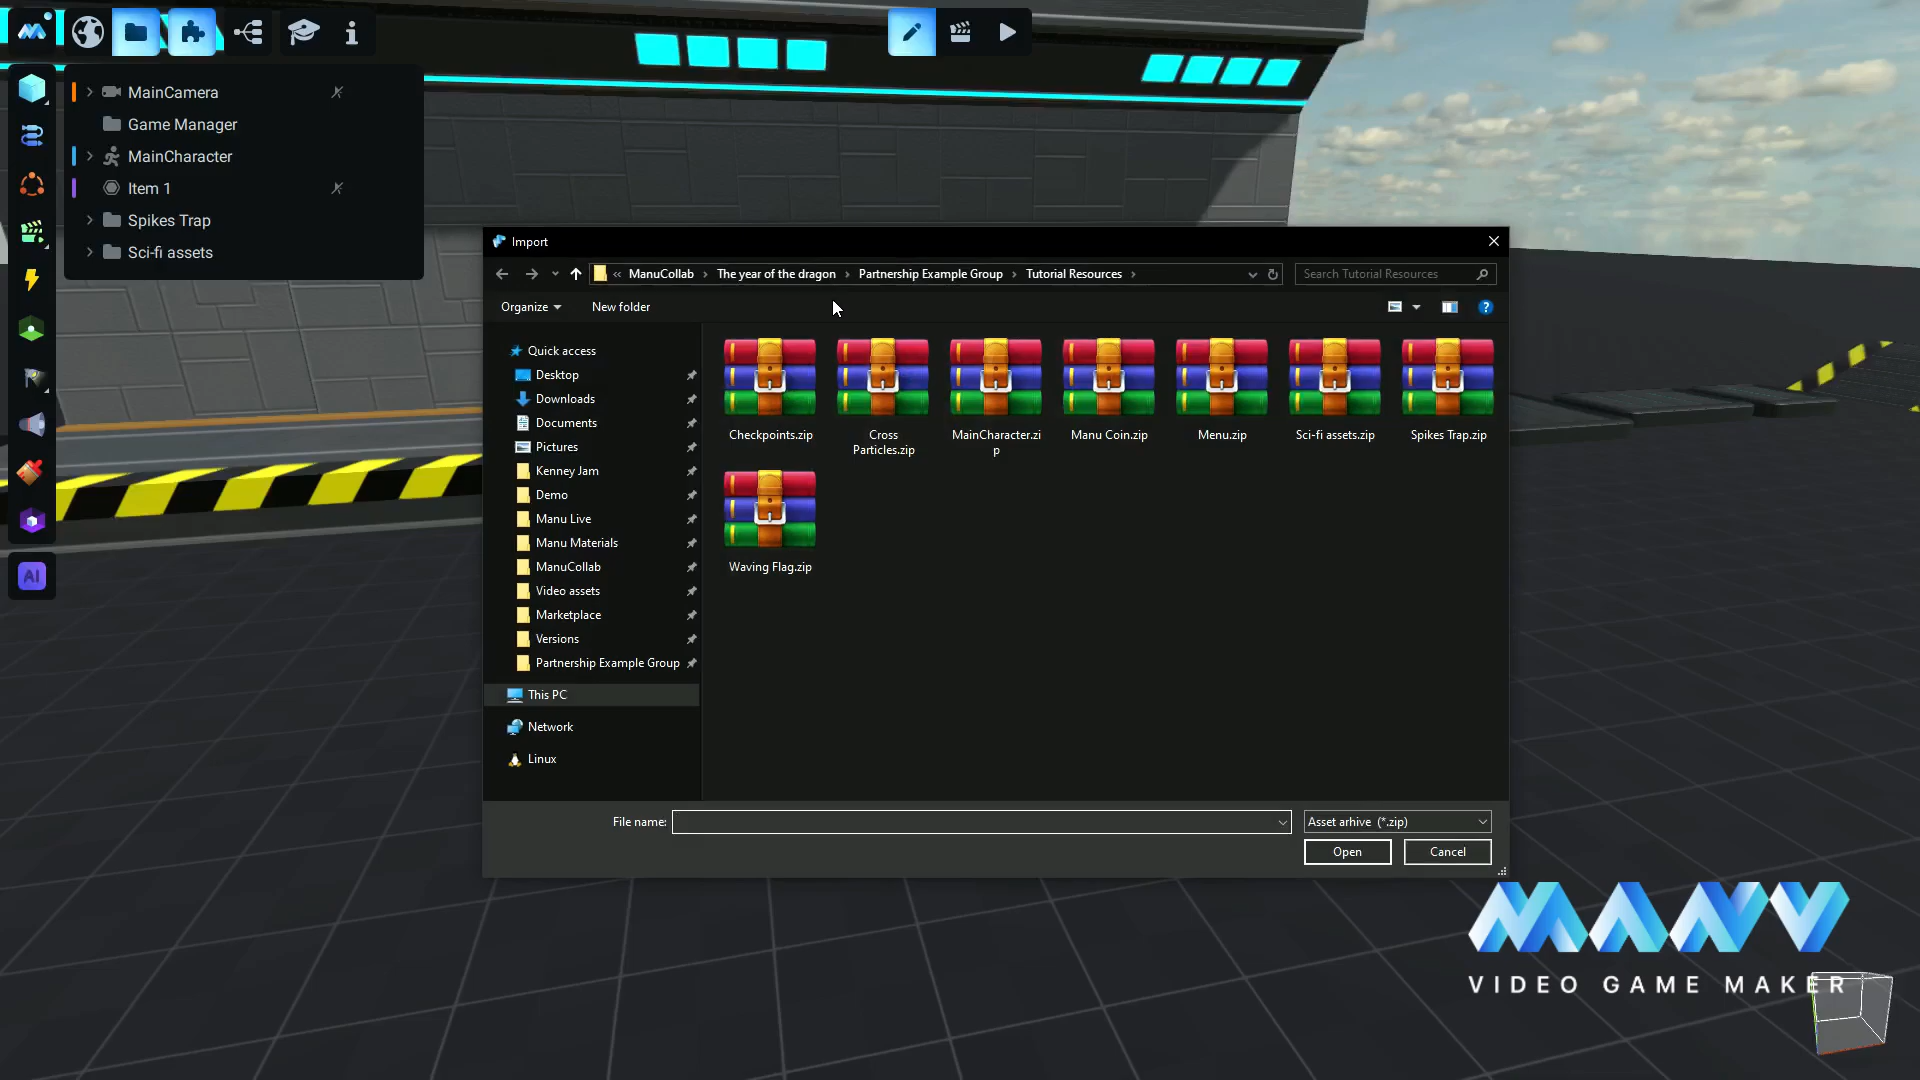 MainCamera
Game Manager
MainCharacter
Item 1
Spikes Trap
Sci-fi assets
AI
Import
« ManuCollab > The year of the dragon > Partnership Example Group > Tutorial Resources >
Search Tutorial Resources
Organize
New folder
?
Quick access
Desktop
Downloads
Documents
Pictures
Kenney Jam
Demo
Manu Live
Manu Materials
ManuCollab
Video assets
Marketplace
Versions
Partnership Example Group
This PC
Network
Linux
Checkpoints.zip
Cross
Particles.zip
MainCharacter.zi
p
Manu Coin.zip
Menu.zip
Sci-fi assets.zip
Spikes Trap.zip
Waving Flag.zip
File name:
Asset arhive (*.zip)
Open
Cancel
MANV
VIDEO GAME MAKER